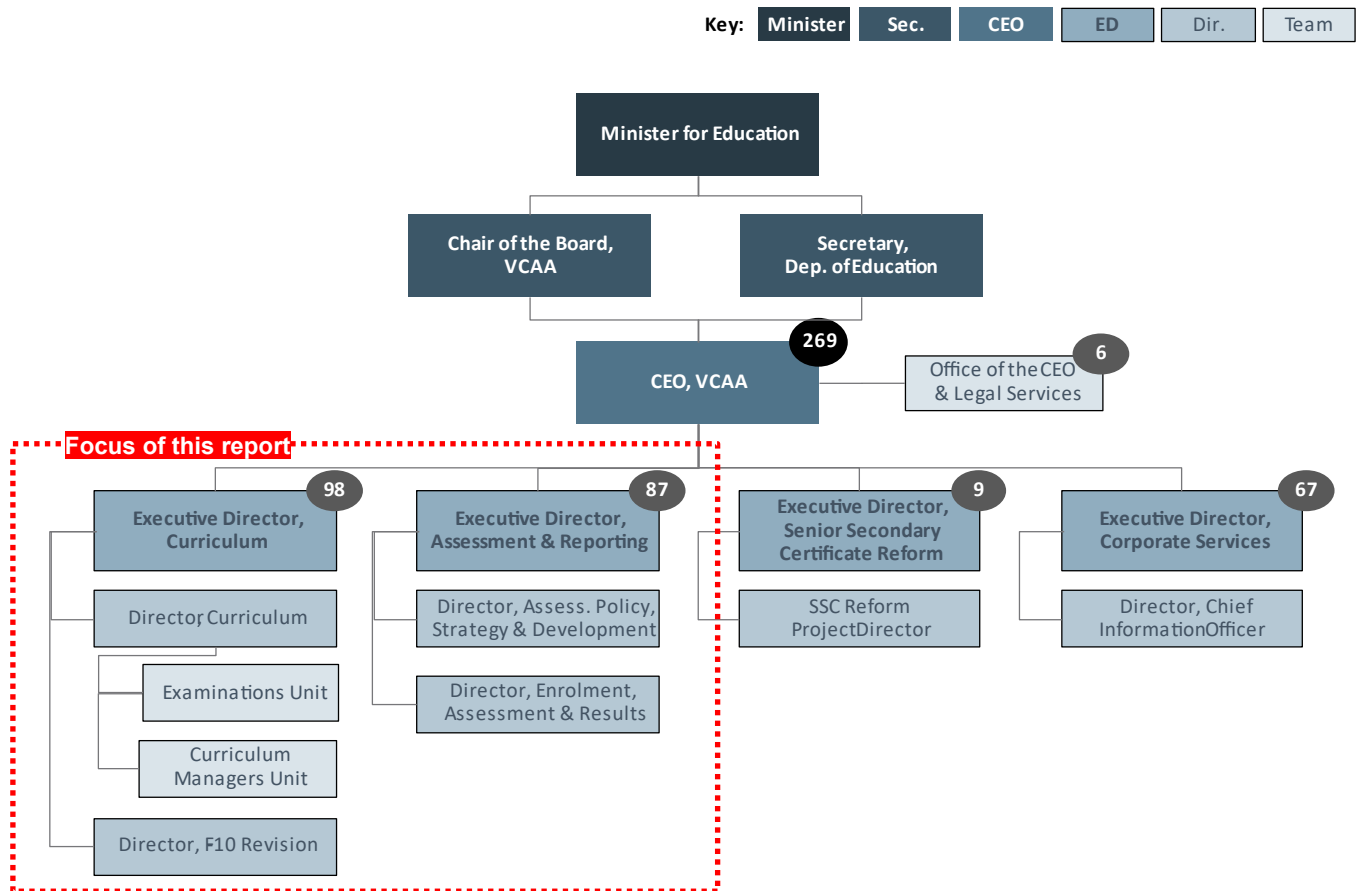 Key: Minister Sec. CEO ED Dir. Team
Minister for Education
Chair of the Board,
VCAA
Secretary,
Dep. of Education
269
CEO, VCAA
6
Office of the CEO
& Legal Services
Focus of this report
98
Executive Director,
Curriculum
87
Executive Director,
Assessment & Reporting
9
Executive Director,
Senior Secondary
Certificate Reform
67
Executive Director,
Corporate Services
Director, Curriculum
Director, Assess. Policy,
Strategy & Development
SSC Reform
Project Director
Director, Chief
Information Officer
Examinations Unit
Director, Enrolment,
Assessment & Results
Curriculum
Managers Unit
Director, F10 Revision